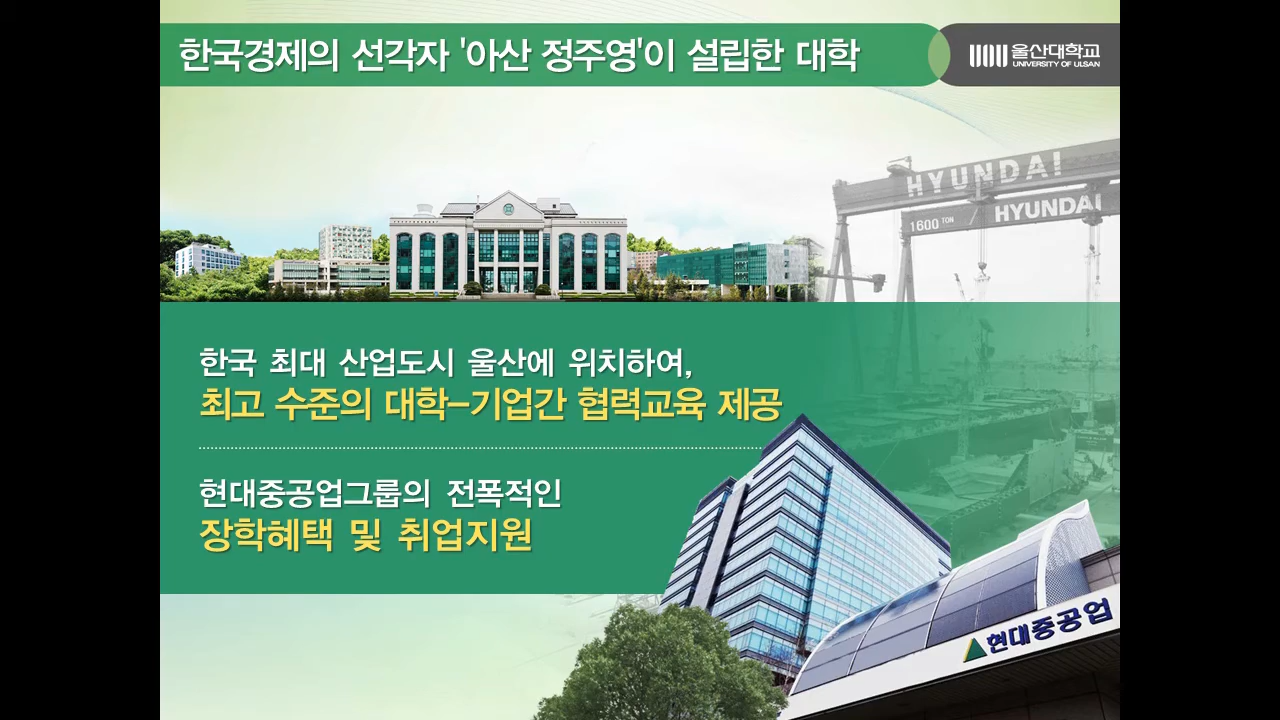 한국경제의 선각자 '아산 정주영'이 설립한 대학
울산대학교
UNIVERSITY OF ULSAN
HYUNDAI
1600 TON
HYUNDAI
한국 최대 산업도시 울산에 위치하여,
최고 수준의 대학-기업간 협력교육 제공
현대중공업그룹의 전폭적인
장학혜택 및 취업지원
현대중공업